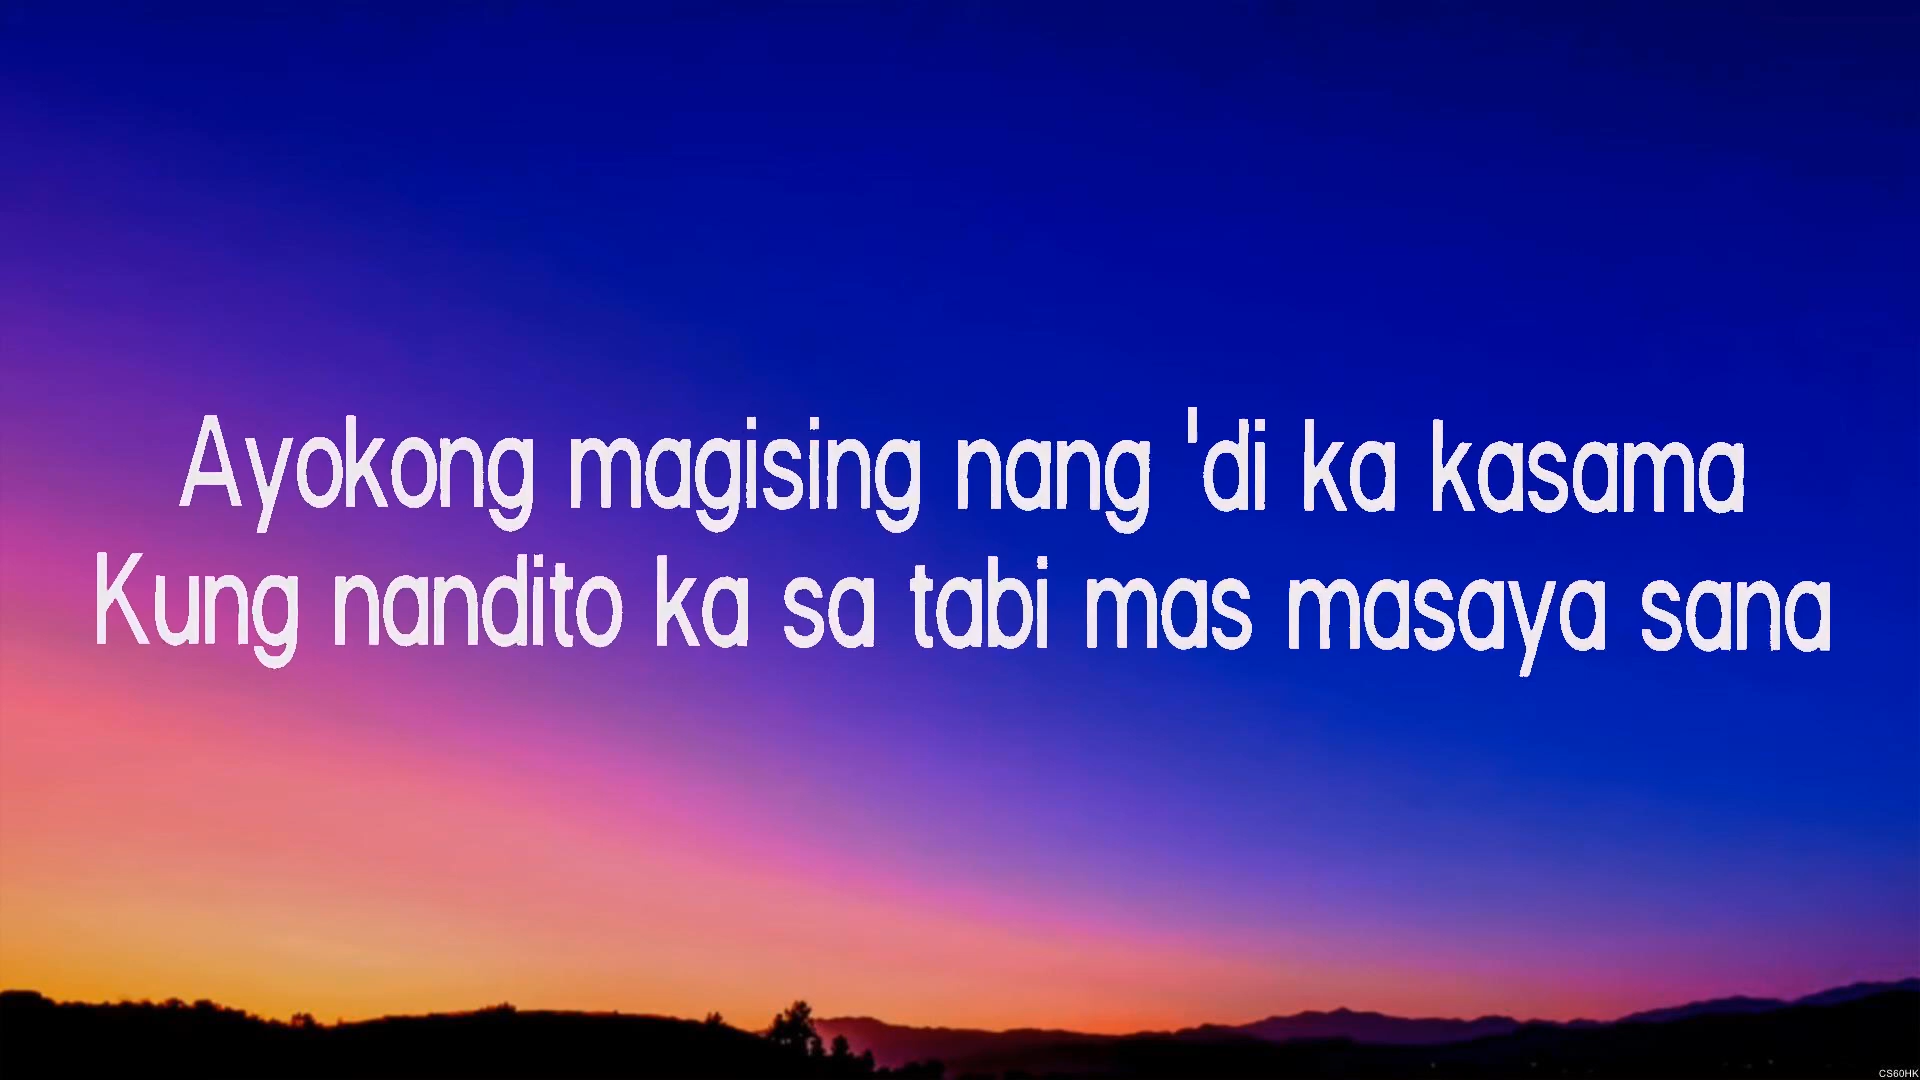 Ayokong magising nang 'di ka kasama
Kung nandito ka sa tabi mas masaya sana
CS60HK